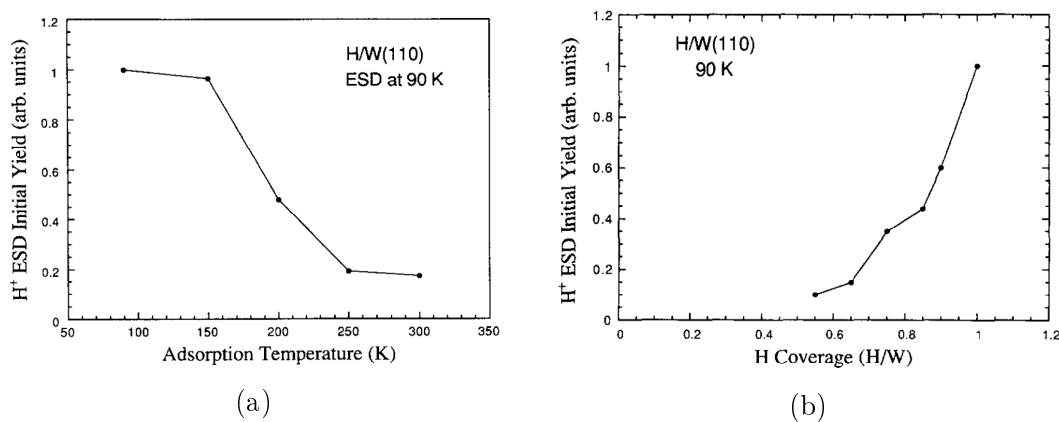 H⁺ ESD Initial Yield (arb. units)
1.2
1
0.8
0.6
0.4
0.2
0
H/W(110)
ESD at 90 K
50
100
150
200
250
300
350
Adsorption Temperature (K)
(a)
H⁺ ESD Initial Yield (arb. units)
1.2
1
0.8
0.6
0.4
0.2
0
H/W(110)
90 K
0
0.2
0.4
0.6
0.8
1
1.2
H Coverage (H/W)
(b)